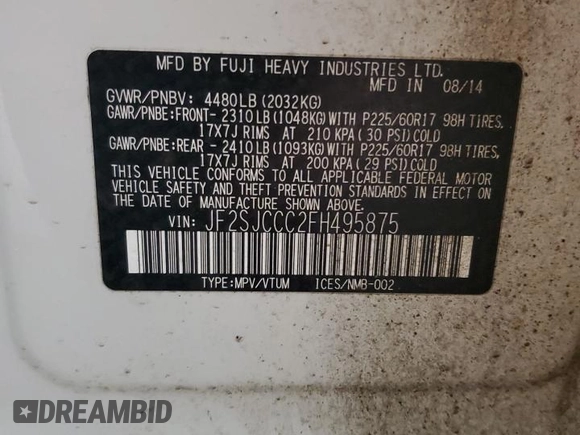 MFD BY FUJI HEAVY INDUSTRIES LTD. 08/14
GVWR/PNBV: 4480LB(2032KG)
GAWR/PNBE:FRONT- 2310LB(1048KG)WITH P225/60R17 98H TIRES,
17X7J RIMS AT 210 KPA( 30 PSI)COLD
GAWR/PNBE:REAR - 2410LB(1093KG)WITH P225/60R17 98H TIRES,
17X7J RIMS AT 200 KPA( 29 PSI)COLD
THIS VEHICLE CONFORMS TO ALL APPLICABLE FEDERAL MOTOR
VEHICLE SAFETY AND THEFT PREVENTION STANDARDS IN EFFECT ON
THE DATE OF MANUFACTURE SHOWN ABOVE.
VIN: JF2SJCCC2FH495875
TYPE:MPV/VTUM ICES/NMB-002
DREAMBID